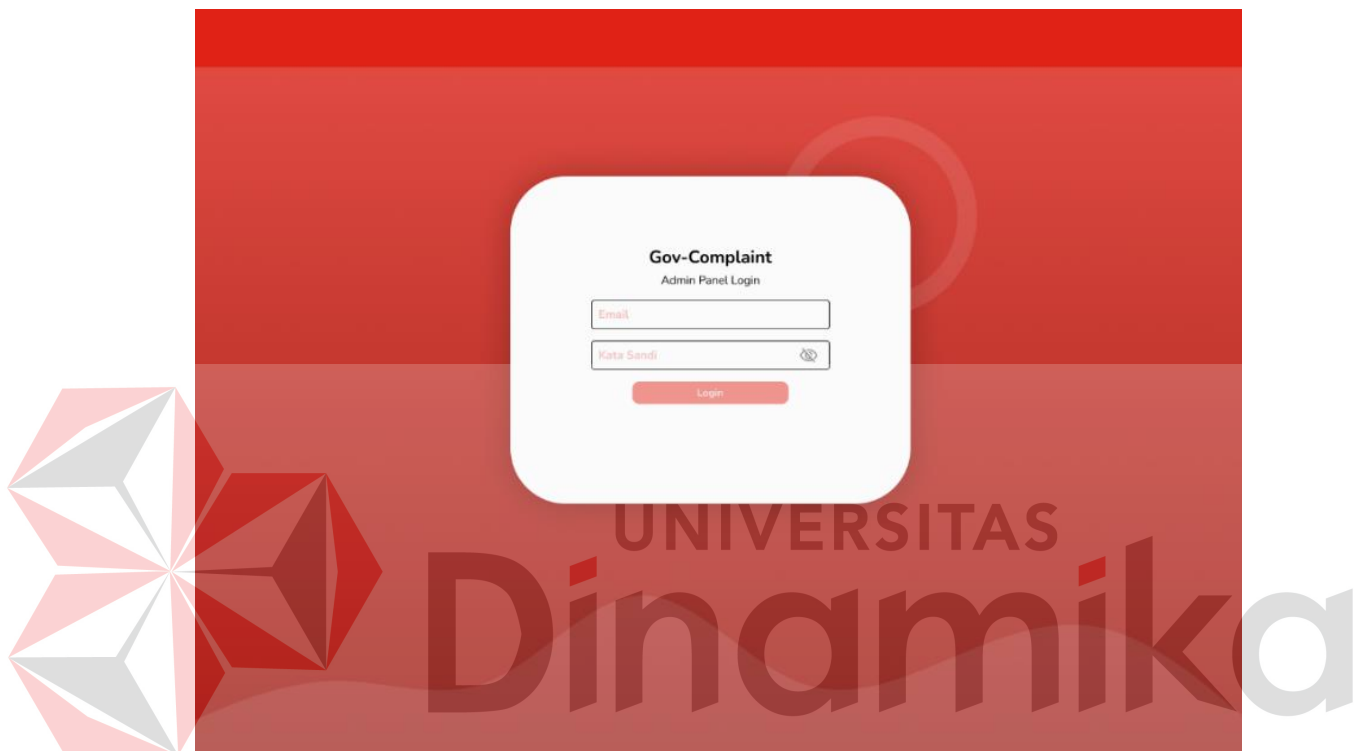 Gov-Complaint
Admin Panel Login
Email
Kata Sandi
Login
UNIVERSITAS
Dinamika